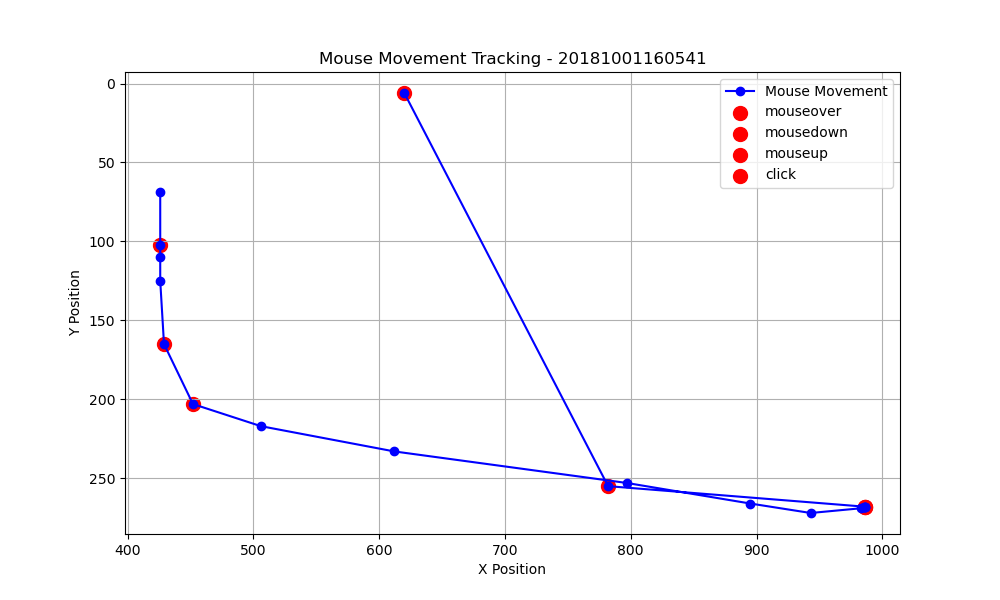 Mouse Movement Tracking - 20181001160541
Mouse Movement
mouseover
mousedown
mouseup
click
0
50
100
150
200
250
Y Position
400
500
600
700
800
900
1000
X Position